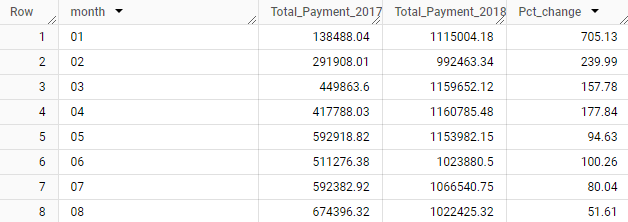 Row month Total_Payment_2017 Total_Payment_2018 Pct_change
1 01 138488.04 1115004.18 705.13
2 02 291908.01 992463.34 239.99
3 03 449863.6 1159652.12 157.78
4 04 417788.03 1160785.48 177.84
5 05 592918.82 1153982.15 94.63
6 06 511276.38 1023880.5 100.26
7 07 592382.92 1066540.75 80.04
8 08 674396.32 1022425.32 51.61